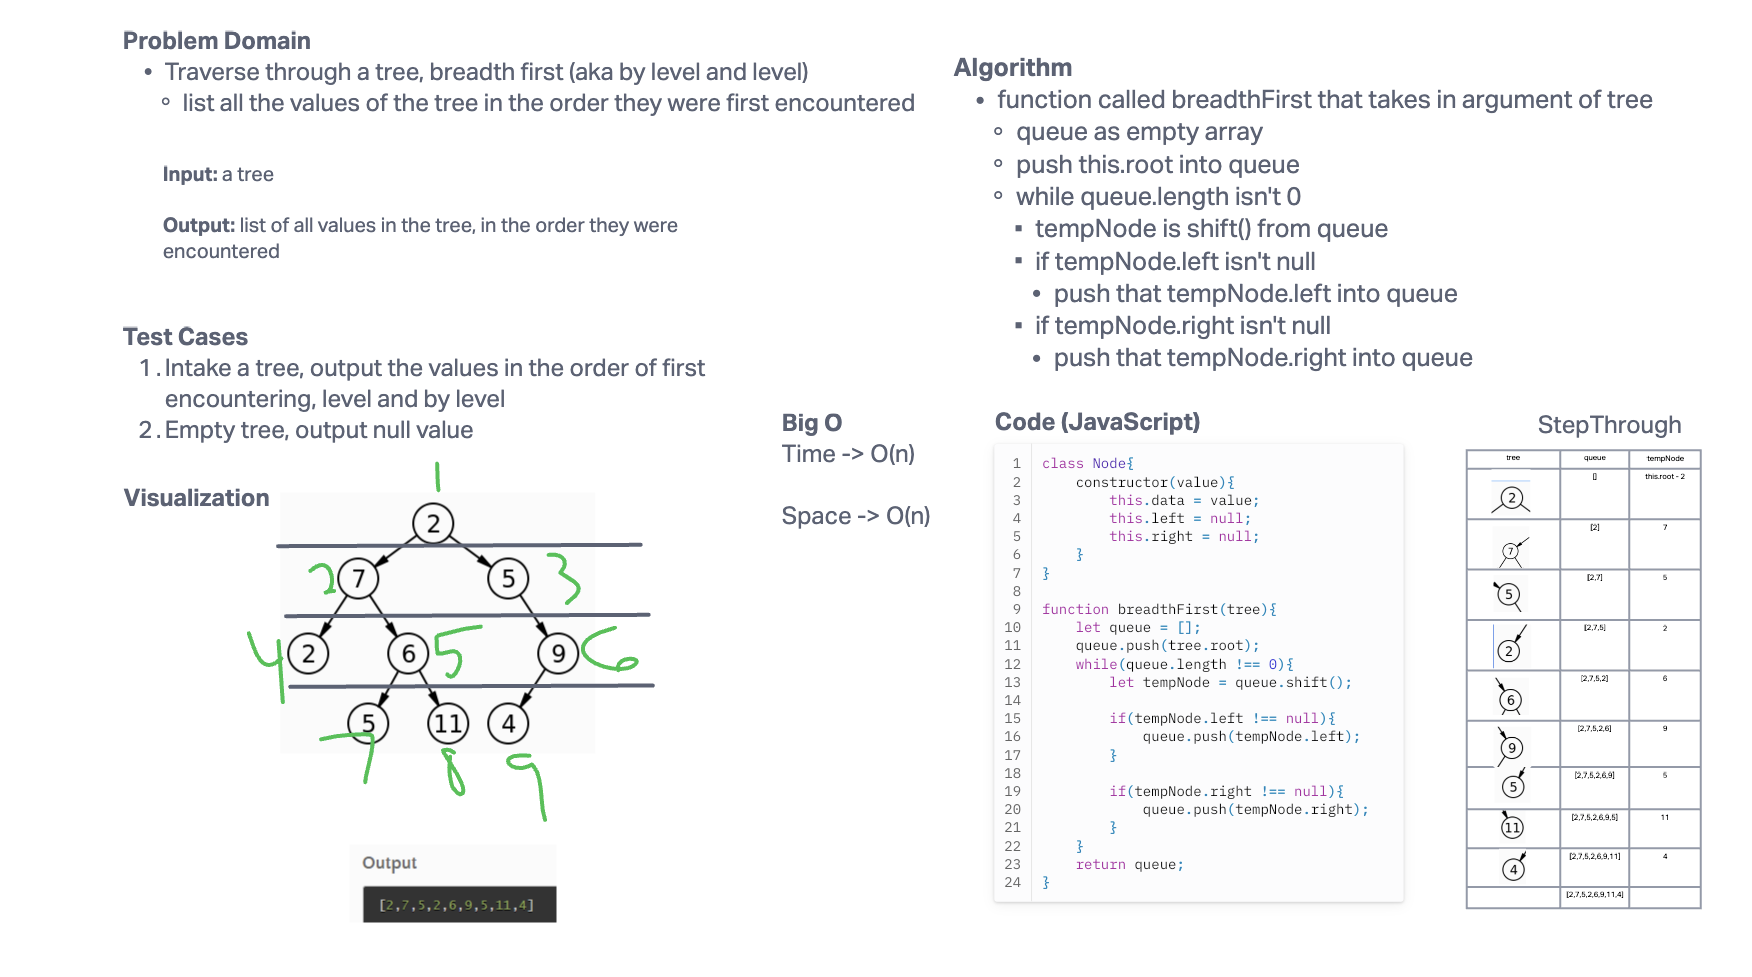 Problem Domain
• Traverse through a tree, breadth first (aka by level and level)
◦ list all the values of the tree in the order they were first encountered
Input: a tree
Output: list of all values in the tree, in the order they were
encountered
Test Cases
1. Intake a tree, output the values in the order of first
encountering, level and by level
2. Empty tree, output null value
Visualization
1
2
2 7 5 3
4 2 6 5 9 6
5 11 4
7 8 9
Output
[2,7,5,2,6,9,5,11,4]
Algorithm
• function called breadthFirst that takes in argument of tree
◦ queue as empty array
◦ push this.root into queue
◦ while queue.length isn't 0
▪ tempNode is shift() from queue
▪ if tempNode.left isn't null
• push that tempNode.left into queue
▪ if tempNode.right isn't null
• push that tempNode.right into queue
Big O
Time -> O(n)
Space -> O(n)
Code (JavaScript)
1 class Node{
2 constructor(value){
3 this.data = value;
4 this.left = null;
5 this.right = null;
6 }
7 }
8
9 function breadthFirst(tree){
10 let queue = [];
11 queue.push(tree.root);
12 while(queue.length !== 0){
13 let tempNode = queue.shift();
14
15 if(tempNode.left !== null){
16 queue.push(tempNode.left);
17 }
18
19 if(tempNode.right !== null){
20 queue.push(tempNode.right);
21 }
22 }
23 return queue;
24 }
StepThrough
tree queue tempNode
2 [] this.root - 2
7 [2] 7
5 [2,7] 5
2 [2,7,5] 2
6 [2,7,5,2] 6
9 [2,7,5,2,6] 9
5 [2,7,5,2,6,9] 5
11 [2,7,5,2,6,9,5] 11
4 [2,7,5,2,6,9,11] 4
[2,7,5,2,6,9,11,4]